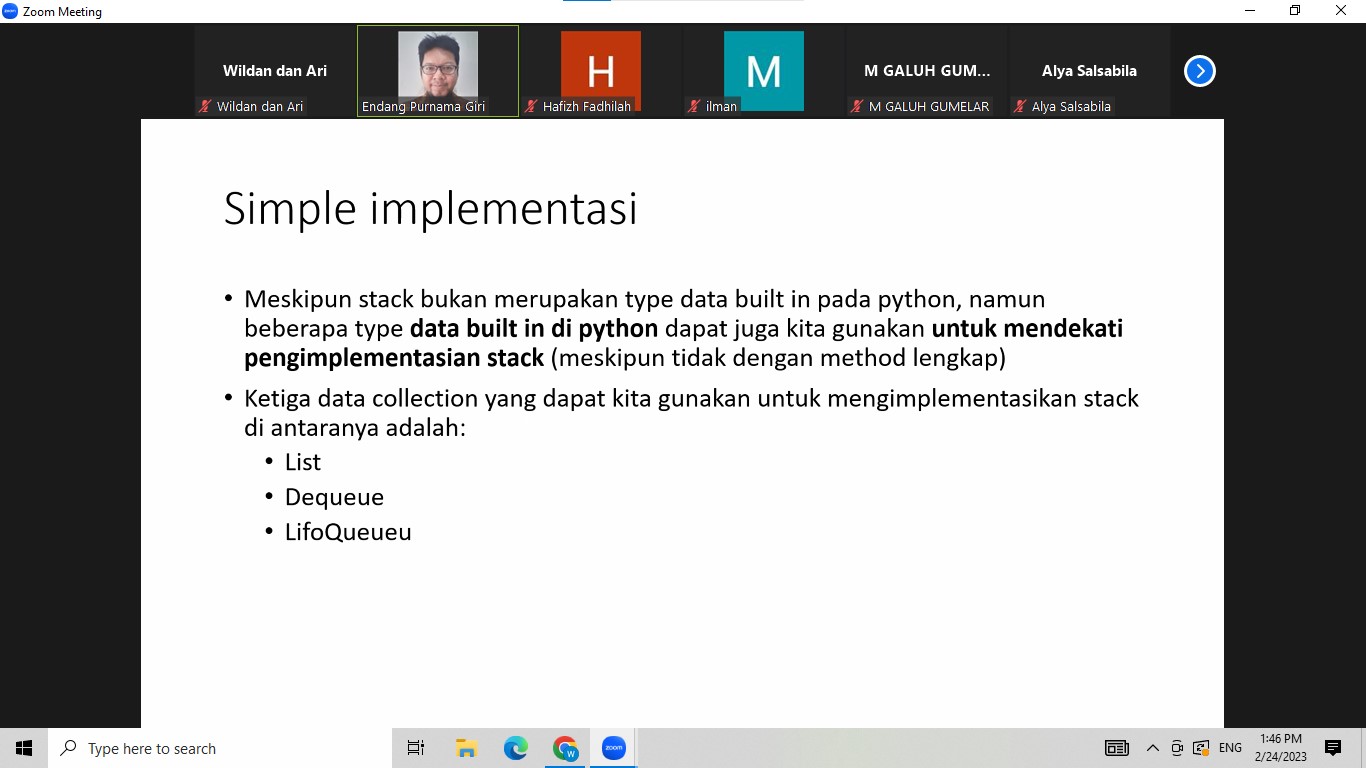 Zoom Meeting
Wildan dan Ari
H
M
M GALUH GUM...
Alya Salsabila
Wildan dan Ari
Endang Purnama Giri
Hafizh Fadhilah
ilman
M GALUH GUMELAR
Alya Salsabila
Simple implementasi
• Meskipun stack bukan merupakan type data built in pada python, namun
beberapa type data built in di python dapat juga kita gunakan untuk mendekati
pengimplementasian stack (meskipun tidak dengan method lengkap)
• Ketiga data collection yang dapat kita gunakan untuk mengimplementasikan stack
di antaranya adalah:
• List
• Dequeue
• LifoQueueu
Type here to search
W
zoom
ENG
1:46 PM
2/24/2023